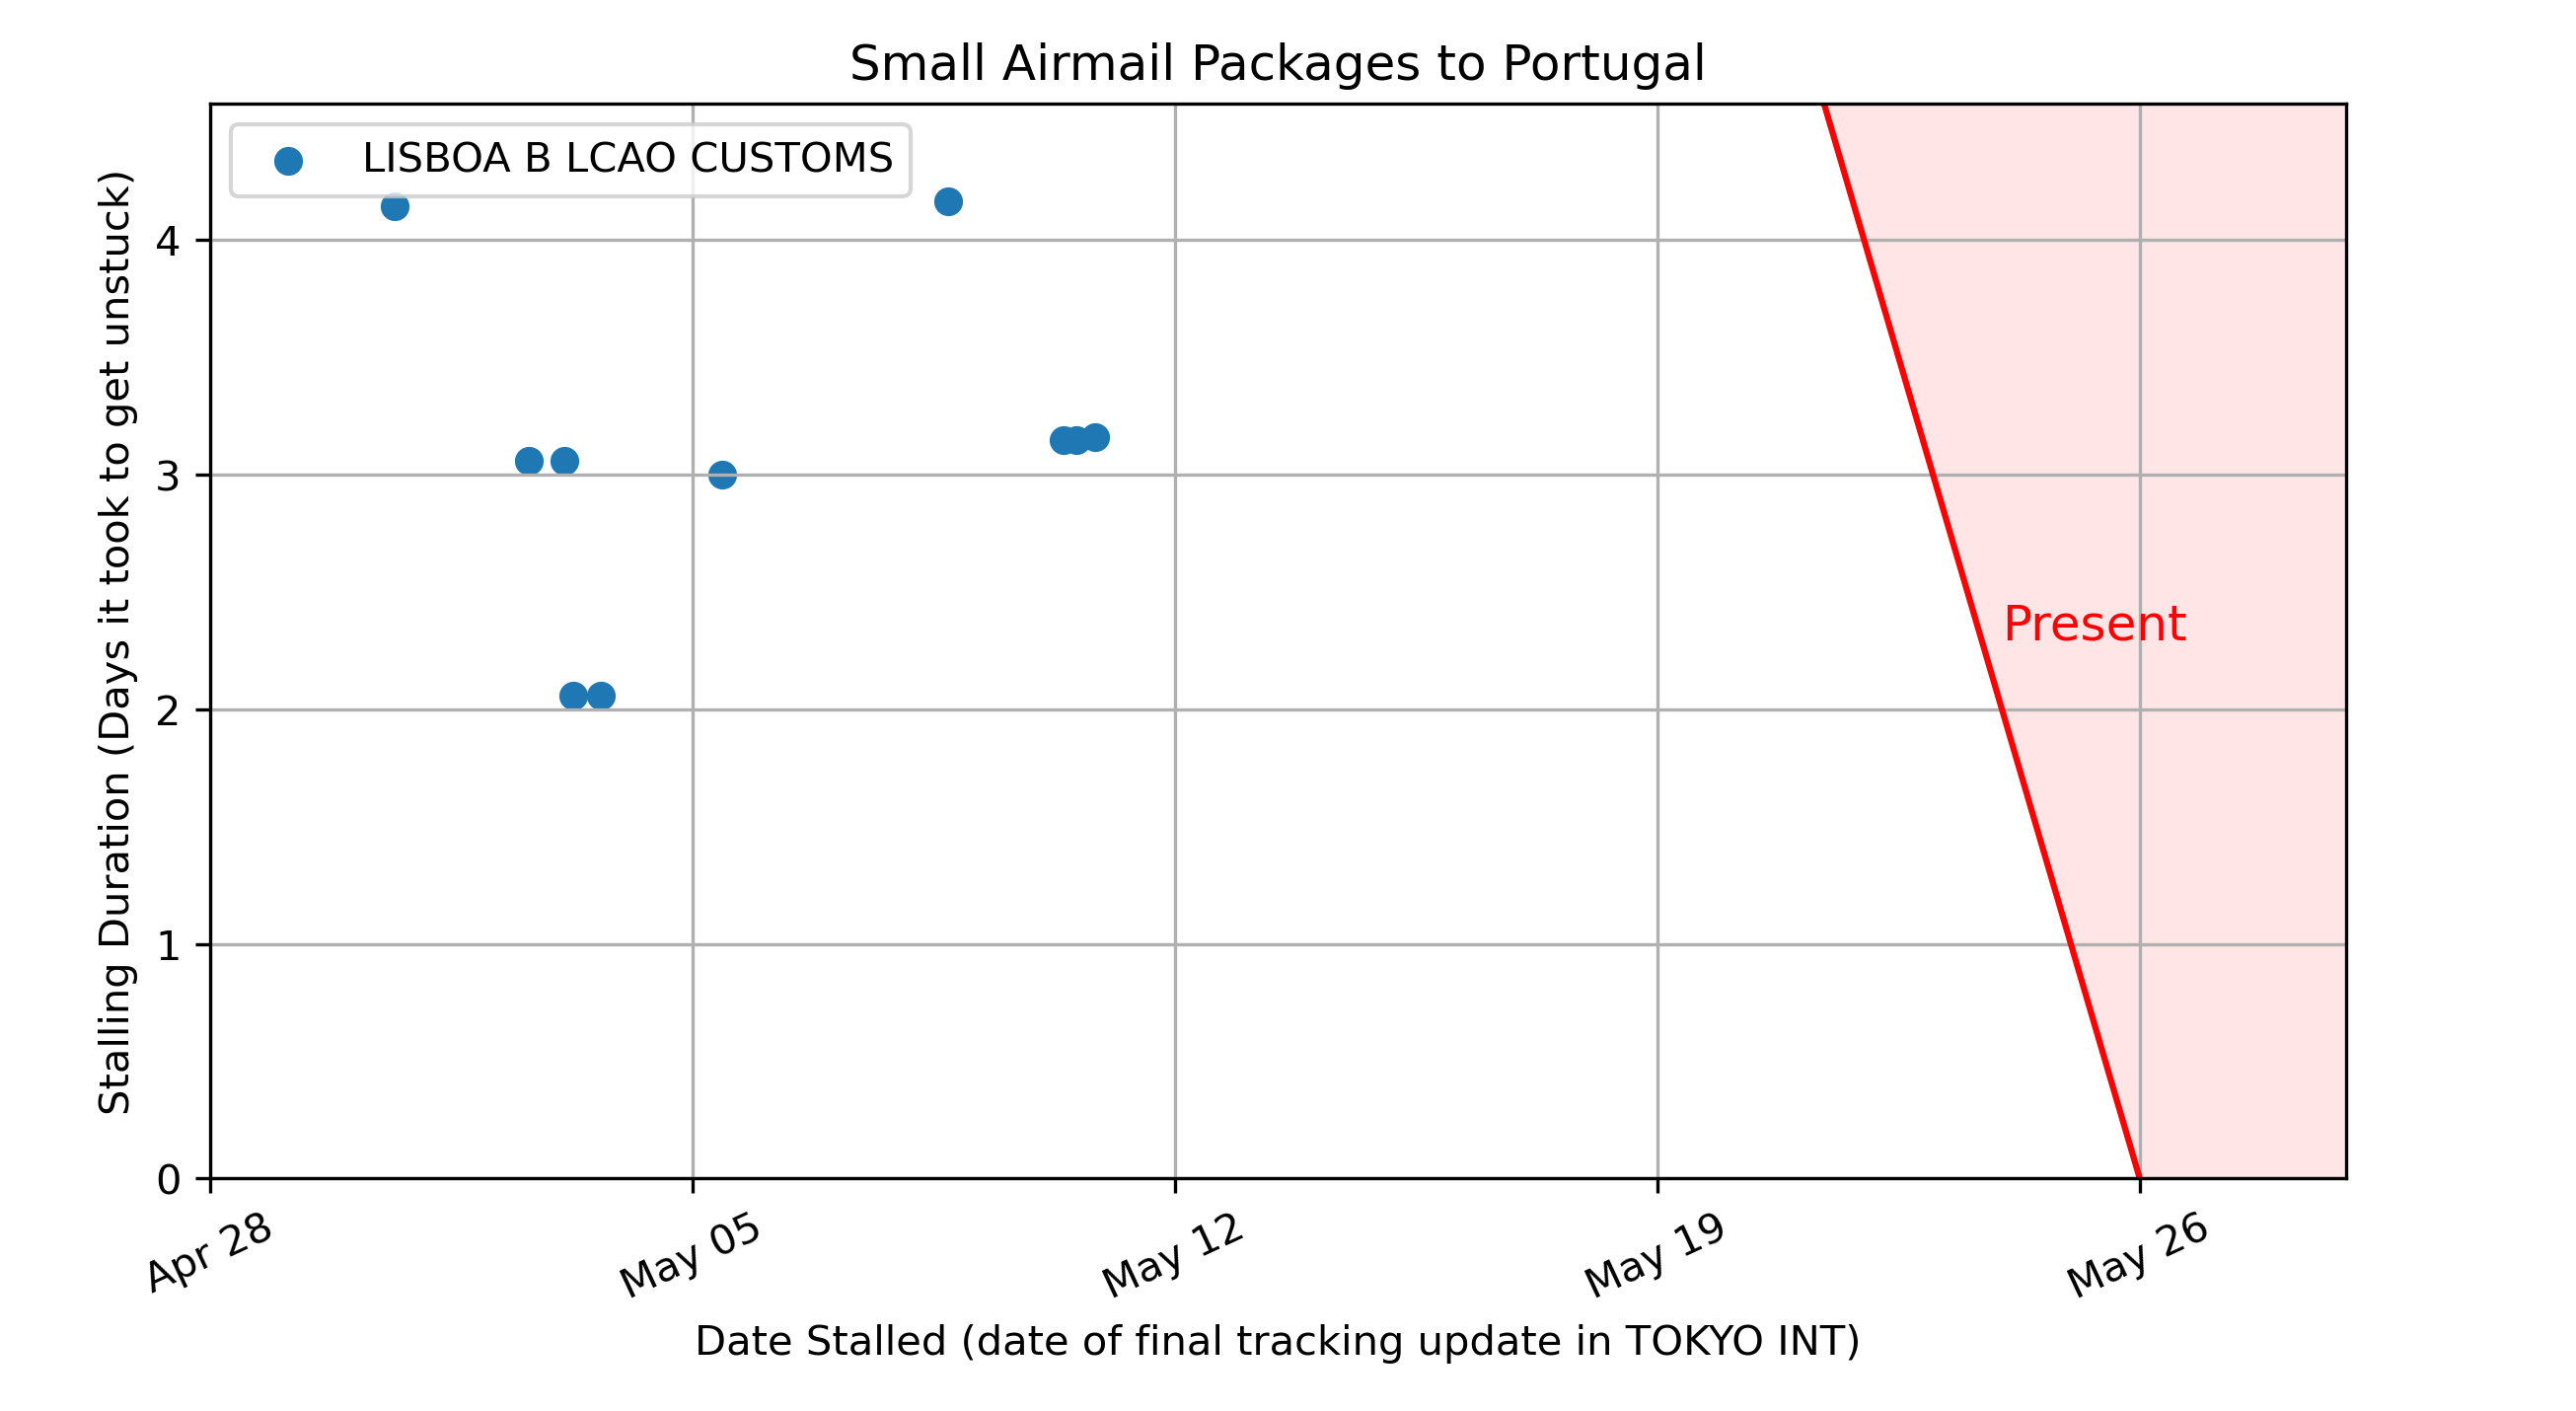 Small Airmail Packages to Portugal
LISBOA B LCAO CUSTOMS
Stalling Duration (Days it took to get unstuck)
4
3
2
1
0
Present
Apr 28
May 05
May 12
May 19
May 26
Date Stalled (date of final tracking update in TOKYO INT)